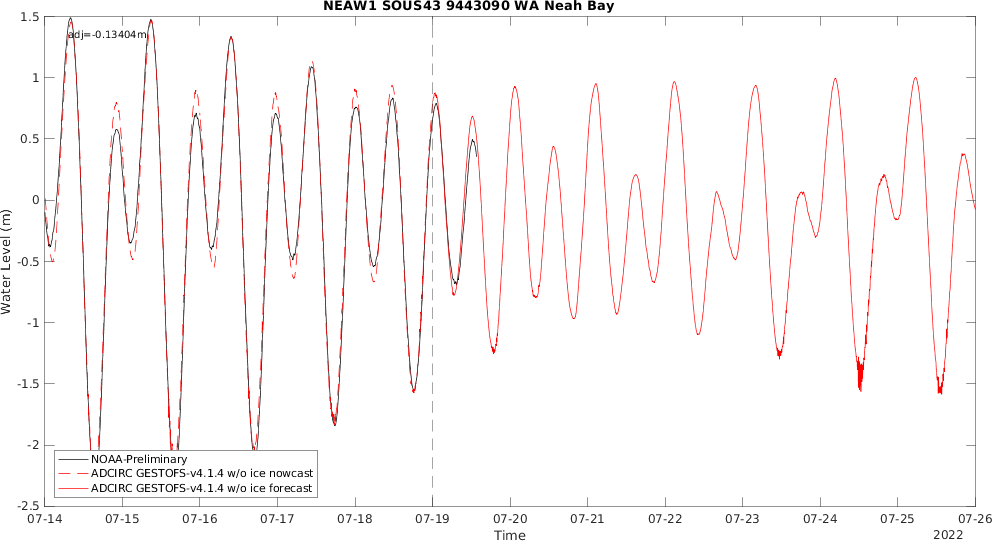 NEAW1 SOUS43 9443090 WA Neah Bay
adj=-0.13404m
1.5
1
0.5
0
-0.5
-1
-1.5
-2
-2.5
Water Level (m)
NOAA-Preliminary
ADCIRC GESTOFS-v4.1.4 w/o ice nowcast
ADCIRC GESTOFS-v4.1.4 w/o ice forecast
07-14 07-15 07-16 07-17 07-18 07-19 07-20 07-21 07-22 07-23 07-24 07-25 07-26
Time
2022